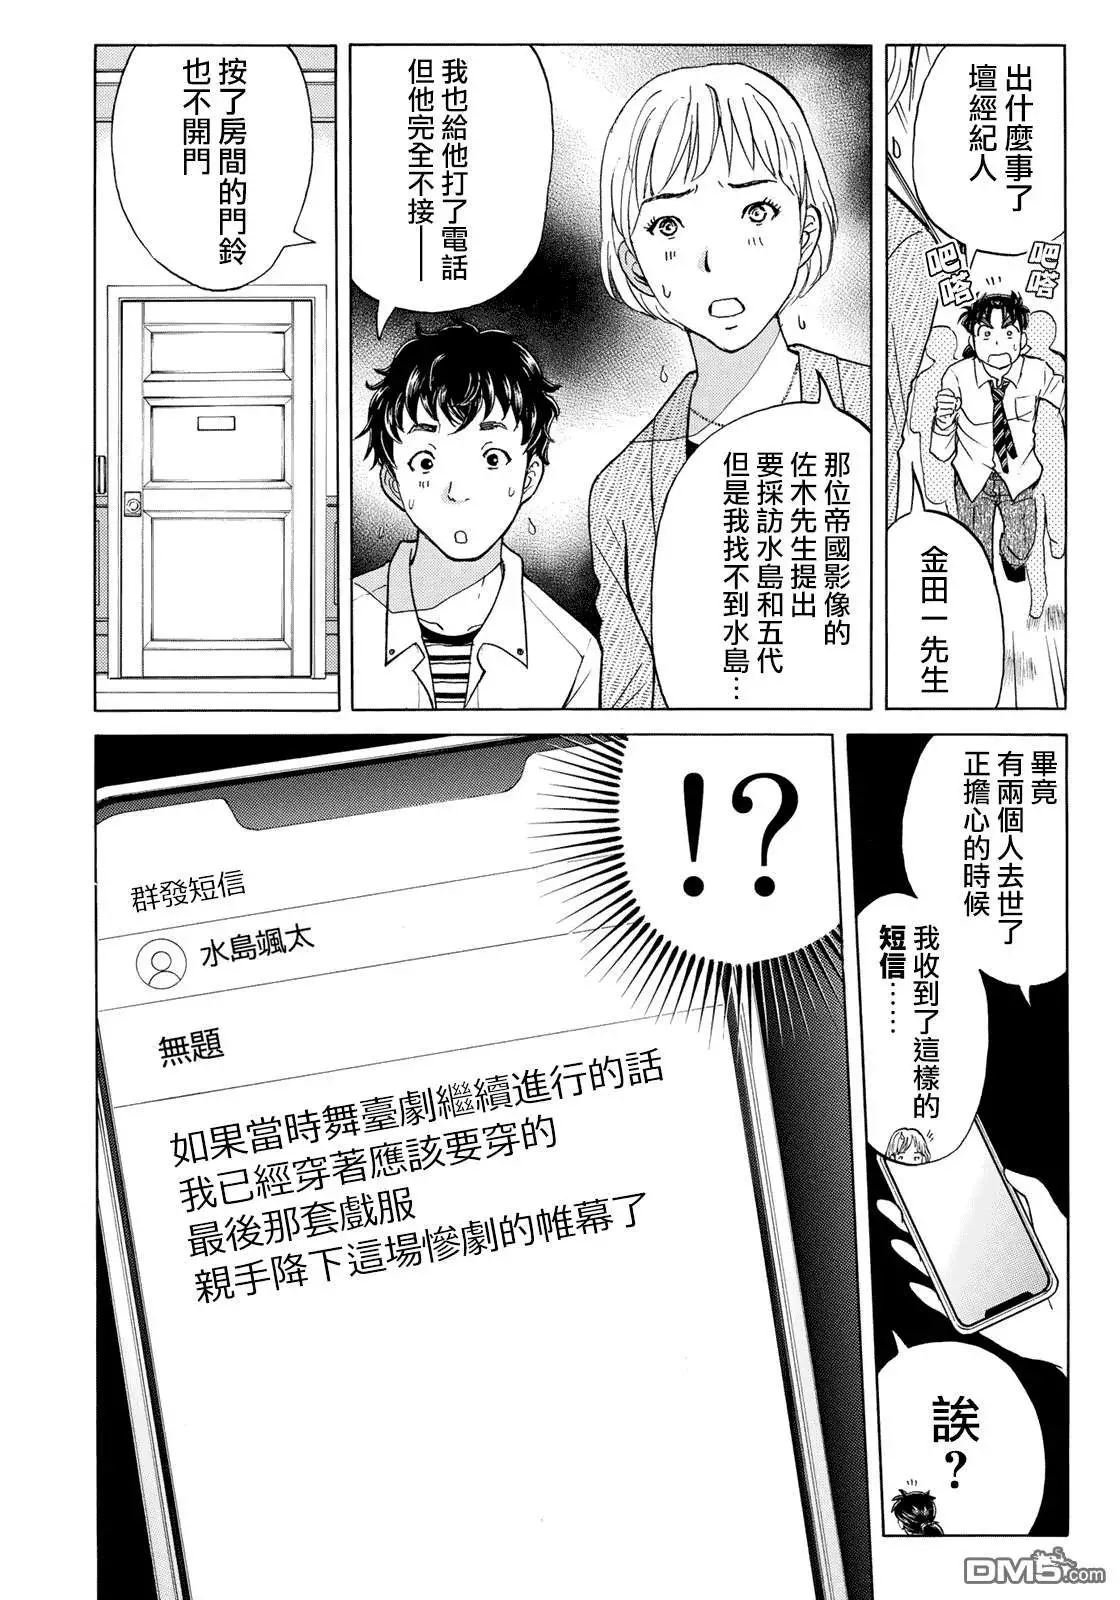 出什麼事了
壇經紀人
吧嗒
吧嗒
金田一先生
那位帝國影像的
佐木先生提出
要採訪水島和五代
但是我找不到水島…
我也給他打了電話
但他完全不接——
按了房間的門鈴
也不開門
畢竟
有兩個人去世了
正擔心的時候
我收到了這樣的
短信……
誒？
！？
群發短信
水島颯太
無題
如果當時舞臺劇繼續進行的話
我已經穿著應該要穿的
最後那套戲服
親手降下這場慘劇的帷幕了
DM5.com